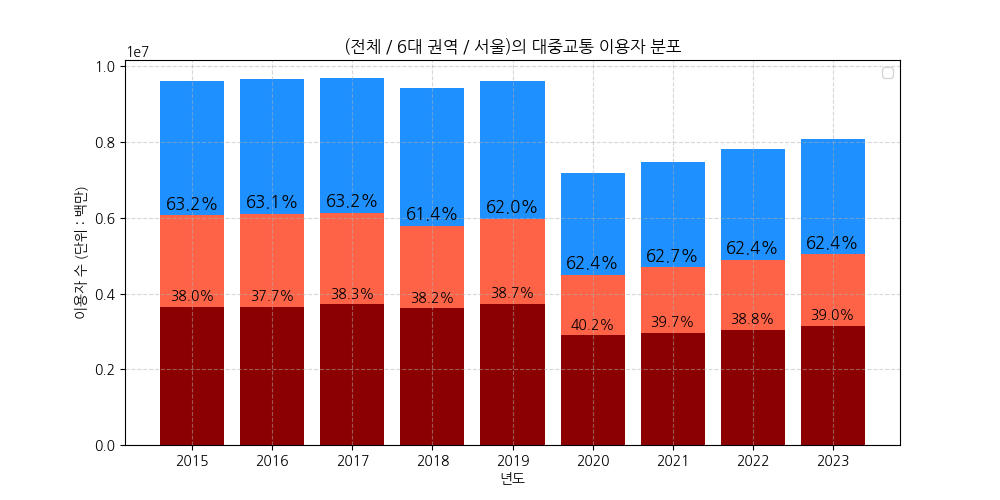 (전체 / 6대 권역 / 서울)의 대중교통 이용자 분포
1e7
1.0
0.8
0.6
0.4
0.2
0.0
이용자 수 (단위 : 백만)
63.2% 63.1% 63.2% 61.4% 62.0% 62.4% 62.7% 62.4% 62.4%
38.0% 37.7% 38.3% 38.2% 38.7% 40.2% 39.7% 38.8% 39.0%
2015 2016 2017 2018 2019 2020 2021 2022 2023
년도